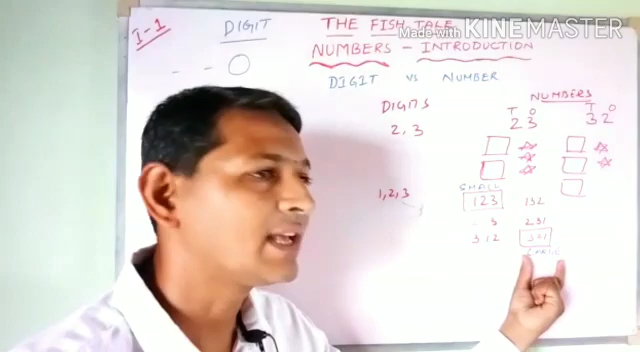 I-1
DIGIT
THE FISH TALE
Made with KINEMASTER
NUMBERS - INTRODUCTION
DIGIT VS NUMBER
- - O
DIGITS
2, 3
NUMBERS
T O
23
T O
32
1, 2, 3
SMALL
123 132
3 231
312 321